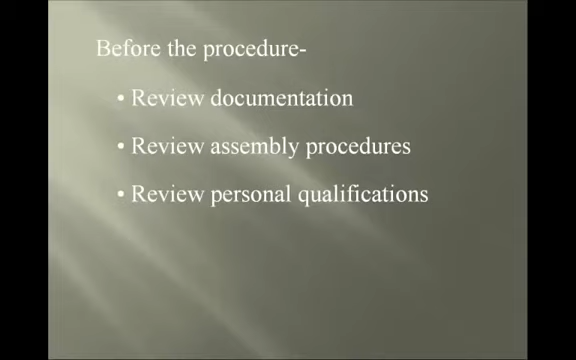 Before the procedure-
• Review documentation
• Review assembly procedures
• Review personal qualifications